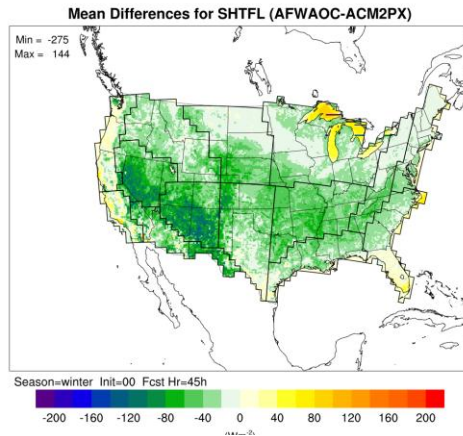 Mean Differences for SHTFL (AFWAOC-ACM2PX)
Min = -275
Max = 144
Season=winter Init=00 Fcst Hr=45h
-200 -160 -120 -80 -40 0 40 80 120 160 200